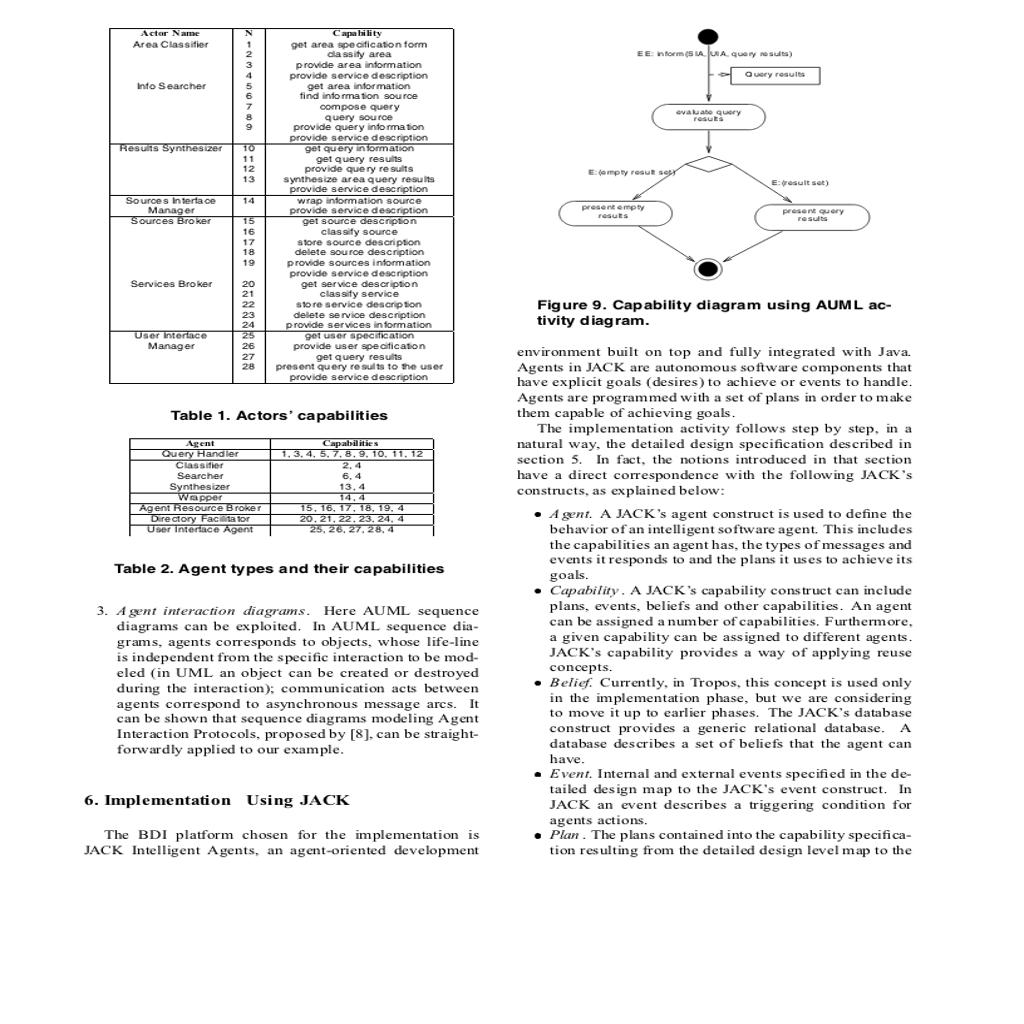 Actor Name N Capability
Area Classifier 1 get area specification form
2 classify area
3 provide area information
4 provide service description
Info Searcher 5 get area information
6 find information source
7 compose query
8 query source
9 provide query information
provide service description
Results Synthesizer 10 get query information
11 get query results
12 provide query results
13 synthesize area query results
provide service description
Sources Interface 14 wrap information source
Manager provide service description
Sources Broker 15 get source description
16 classify source
17 store source description
18 delete source description
19 provide sources information
provide service description
Services Broker 20 get service description
21 classify service
22 store service description
23 delete service description
24 provide services information
User Interface 25 get user specification
Manager 26 provide user specification
27 get query results
28 present query results to the user
provide service description
Table 1. Actors' capabilities
Agent Capabilities
Query Handler 1, 3, 4, 5, 7, 8, 9, 10, 11, 12
Classifier 2, 4
Searcher 6, 4
Synthesizer 13, 4
Wrapper 14, 4
Agent Resource Broker 15, 16, 17, 18, 19, 4
Directory Facilitator 20, 21, 22, 23, 24, 4
User Interface Agent 25, 26, 27, 28, 4
Table 2. Agent types and their capabilities
3. Agent interaction diagrams. Here AUML sequence
diagrams can be exploited. In AUML sequence dia-
grams, agents corresponds to objects, whose life-line
is independent from the specific interaction to be mod-
eled (in UML an object can be created or destroyed
during the interaction); communication acts between
agents correspond to asynchronous message arcs. It
can be shown that sequence diagrams modeling Agent
Interaction Protocols, proposed by [8], can be straight-
forwardly applied to our example.
6. Implementation Using JACK
The BDI platform chosen for the implementation is
JACK Intelligent Agents, an agent-oriented development
EE: inform(SIA, UIA, query results)
Query results
evaluate query
results
E: (empty result set)
E: (result set)
present empty
results
present query
results
Figure 9. Capability diagram using AUML ac-
tivity diagram.
environment built on top and fully integrated with Java.
Agents in JACK are autonomous software components that
have explicit goals (desires) to achieve or events to handle.
Agents are programmed with a set of plans in order to make
them capable of achieving goals.
The implementation activity follows step by step, in a
natural way, the detailed design specification described in
section 5. In fact, the notions introduced in that section
have a direct correspondence with the following JACK's
constructs, as explained below:
• Agent. A JACK's agent construct is used to define the
behavior of an intelligent software agent. This includes
the capabilities an agent has, the types of messages and
events it responds to and the plans it uses to achieve its
goals.
• Capability. A JACK's capability construct can include
plans, events, beliefs and other capabilities. An agent
can be assigned a number of capabilities. Furthermore,
a given capability can be assigned to different agents.
JACK's capability provides a way of applying reuse
concepts.
• Belief. Currently, in Tropos, this concept is used only
in the implementation phase, but we are considering
to move it up to earlier phases. The JACK's database
construct provides a generic relational database. A
database describes a set of beliefs that the agent can
have.
• Event. Internal and external events specified in the de-
tailed design map to the JACK's event construct. In
JACK an event describes a triggering condition for
agents actions.
• Plan. The plans contained into the capability specifica-
tion resulting from the detailed design level map to the